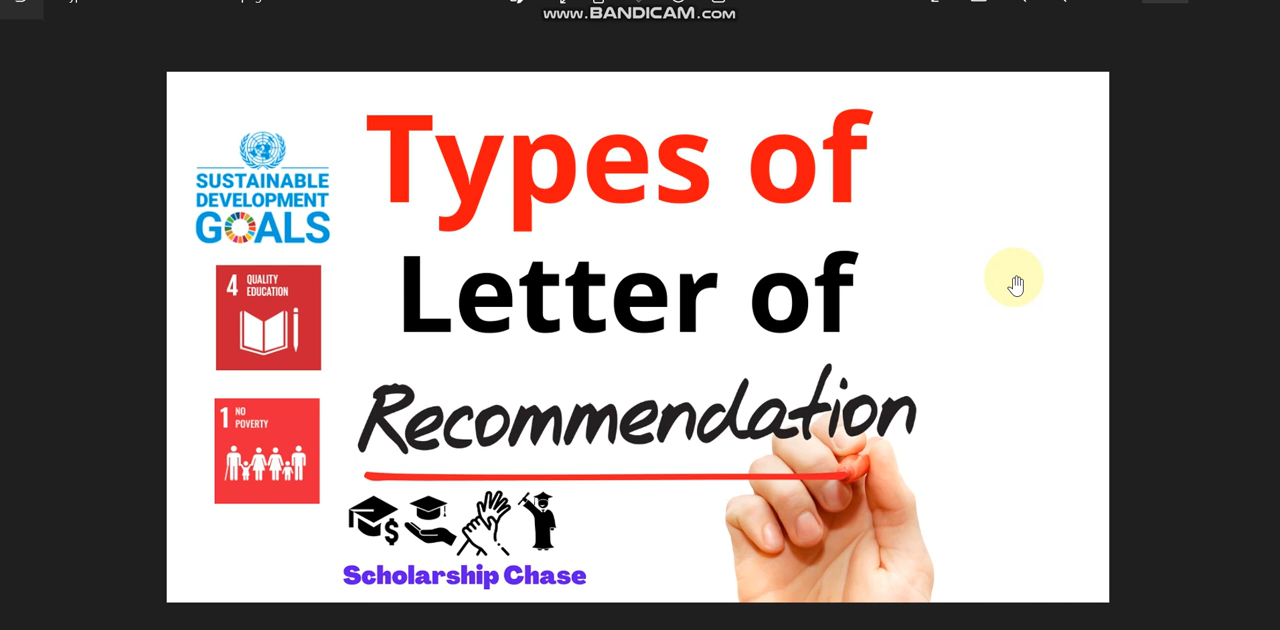 www.BANDICAM.com
Types of
Letter of
Recommendation
SUSTAINABLE
DEVELOPMENT
GOALS
4 QUALITY
EDUCATION
1 NO
POVERTY
$
Scholarship Chase